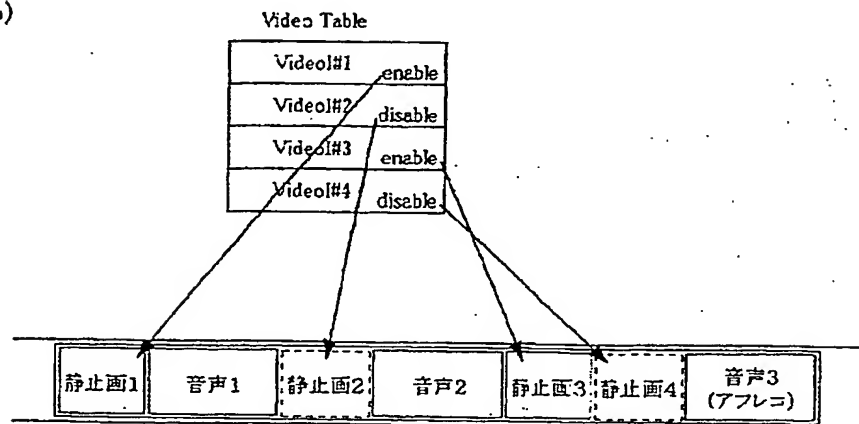 Video Table
VideoI#1 enable
VideoI#2 disable
VideoI#3 enable
VideoI#4 disable
静止画1 音声1 静止画2 音声2 静止画3 静止画4 音声3
(アフレコ)